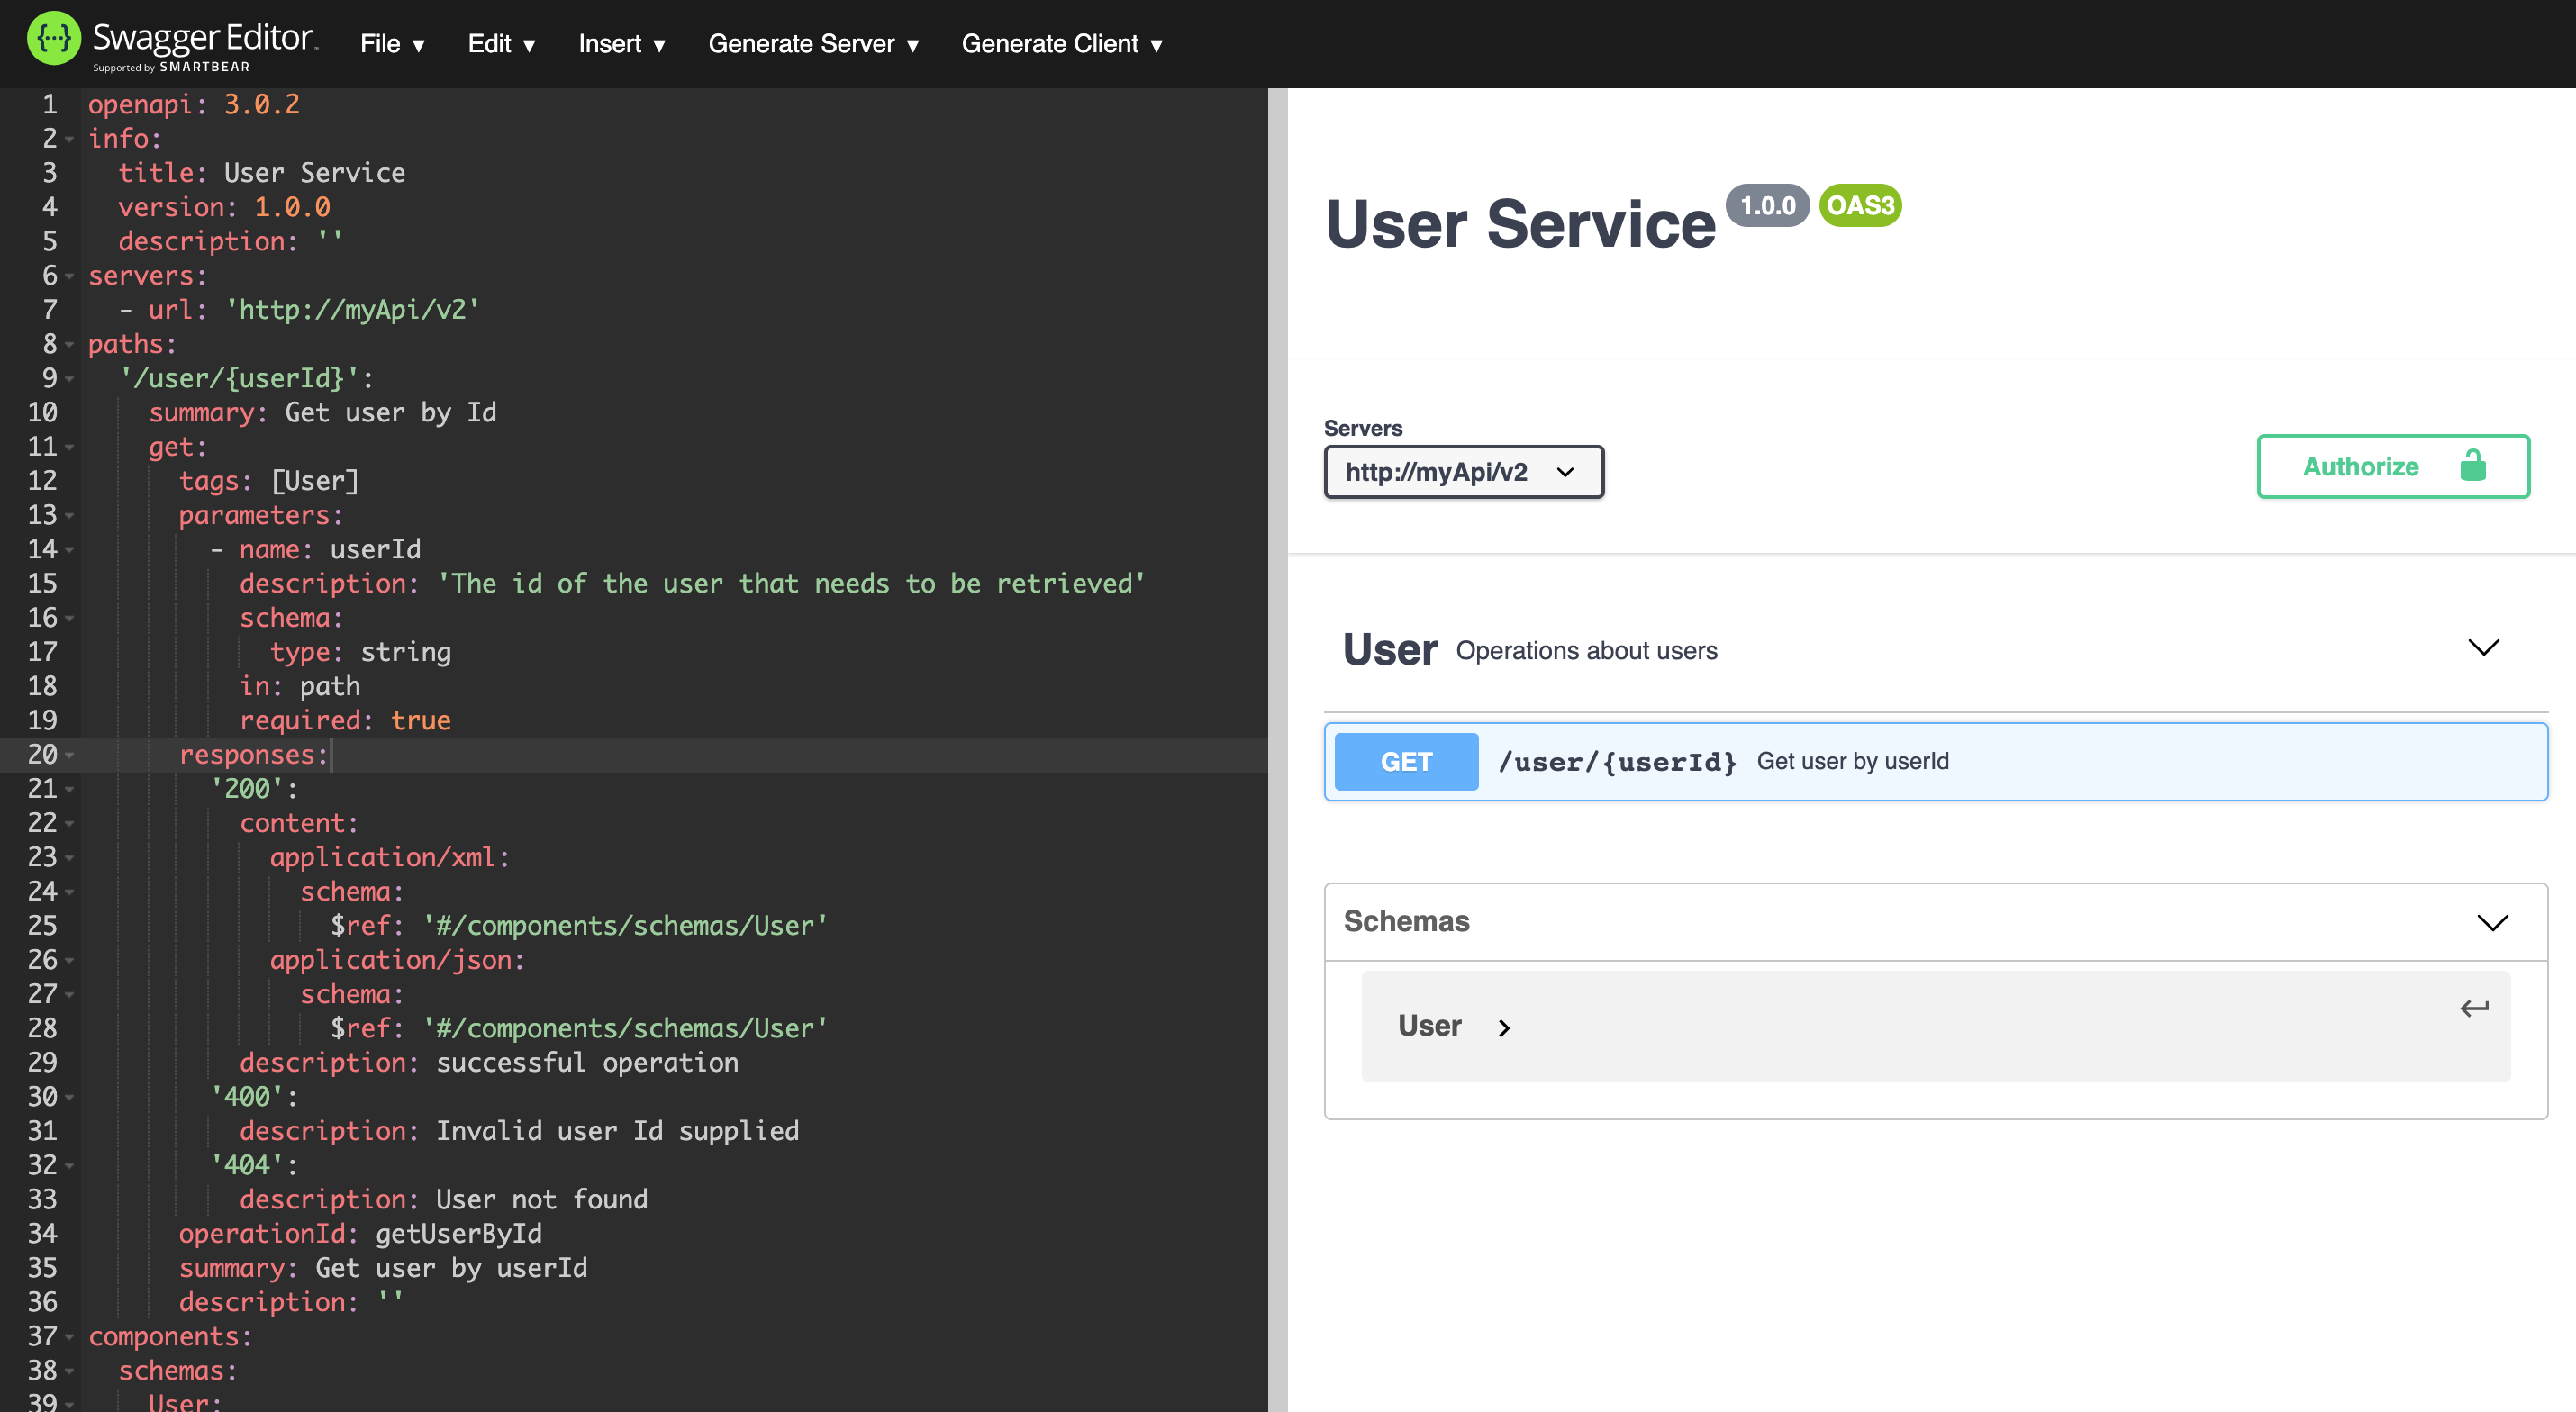 Swagger Editor
Supported by SMARTBEAR
File ▾ Edit ▾ Insert ▾ Generate Server ▾ Generate Client ▾
1 openapi: 3.0.2
2 info:
3   title: User Service
4   version: 1.0.0
5   description: ''
6 servers:
7   - url: 'http://myApi/v2'
8 paths:
9   '/user/{userId}':
10     summary: Get user by Id
11     get:
12       tags: [User]
13       parameters:
14         - name: userId
15           description: 'The id of the user that needs to be retrieved'
16           schema:
17             type: string
18           in: path
19           required: true
20       responses:
21         '200':
22           content:
23             application/xml:
24               schema:
25                 $ref: '#/components/schemas/User'
26             application/json:
27               schema:
28                 $ref: '#/components/schemas/User'
29           description: successful operation
30         '400':
31           description: Invalid user Id supplied
32         '404':
33           description: User not found
34       operationId: getUserById
35       summary: Get user by userId
36       description: ''
37 components:
38   schemas:
39     User:
User Service 1.0.0 OAS3
Servers
http://myApi/v2
Authorize
User Operations about users
GET /user/{userId} Get user by userId
Schemas
User